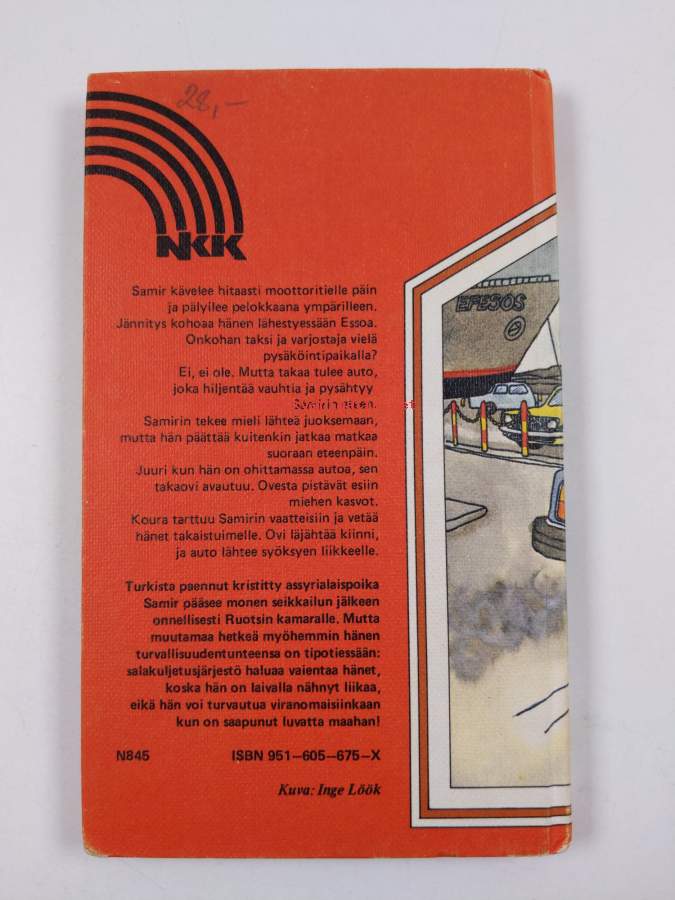 28,-
NKK
EFESOS
Samir kävelee hitaasti moottoritielle päin
ja pälyilee pelokkaana ympärilleen.
Jännitys kohoaa hänen lähestyessään Essoa.
Onkohan taksi ja varjostaja vielä
pysäköintipaikalla?
Ei, ei ole. Mutta takaa tulee auto,
joka hiljentää vauhtia ja pysähtyy
Samirin
Samirin tekee mieli lähteä juoksemaan,
mutta hän päättää kuitenkin jatkaa matkaa
suoraan eteenpäin.
Juuri kun hän on ohittamassa autoa, sen
takaovi avautuu. Ovesta pistävät esiin
miehen kasvot.
Koura tarttuu Samirin vaatteisiin ja vetää
hänet takaistuimelle. Ovi läjähtää kiinni,
ja auto lähtee syöksyen liikkeelle.
Turkista paennut kristitty assyrialaispoika
Samir pääsee monen seikkailun jälkeen
onnellisesti Ruotsin kamaralle. Mutta
muutamaa hetkeä myöhemmin hänen
turvallisuudentunteensa on tipotiessään:
salakuljetusjärjestö haluaa vaientaa hänet,
koska hän on laivalla nähnyt liikaa,
eikä hän voi turvautua viranomaisiinkaan
kun on saapunut luvatta maahan!
N845 ISBN 951-605-675-X
Kuva: Inge Löök